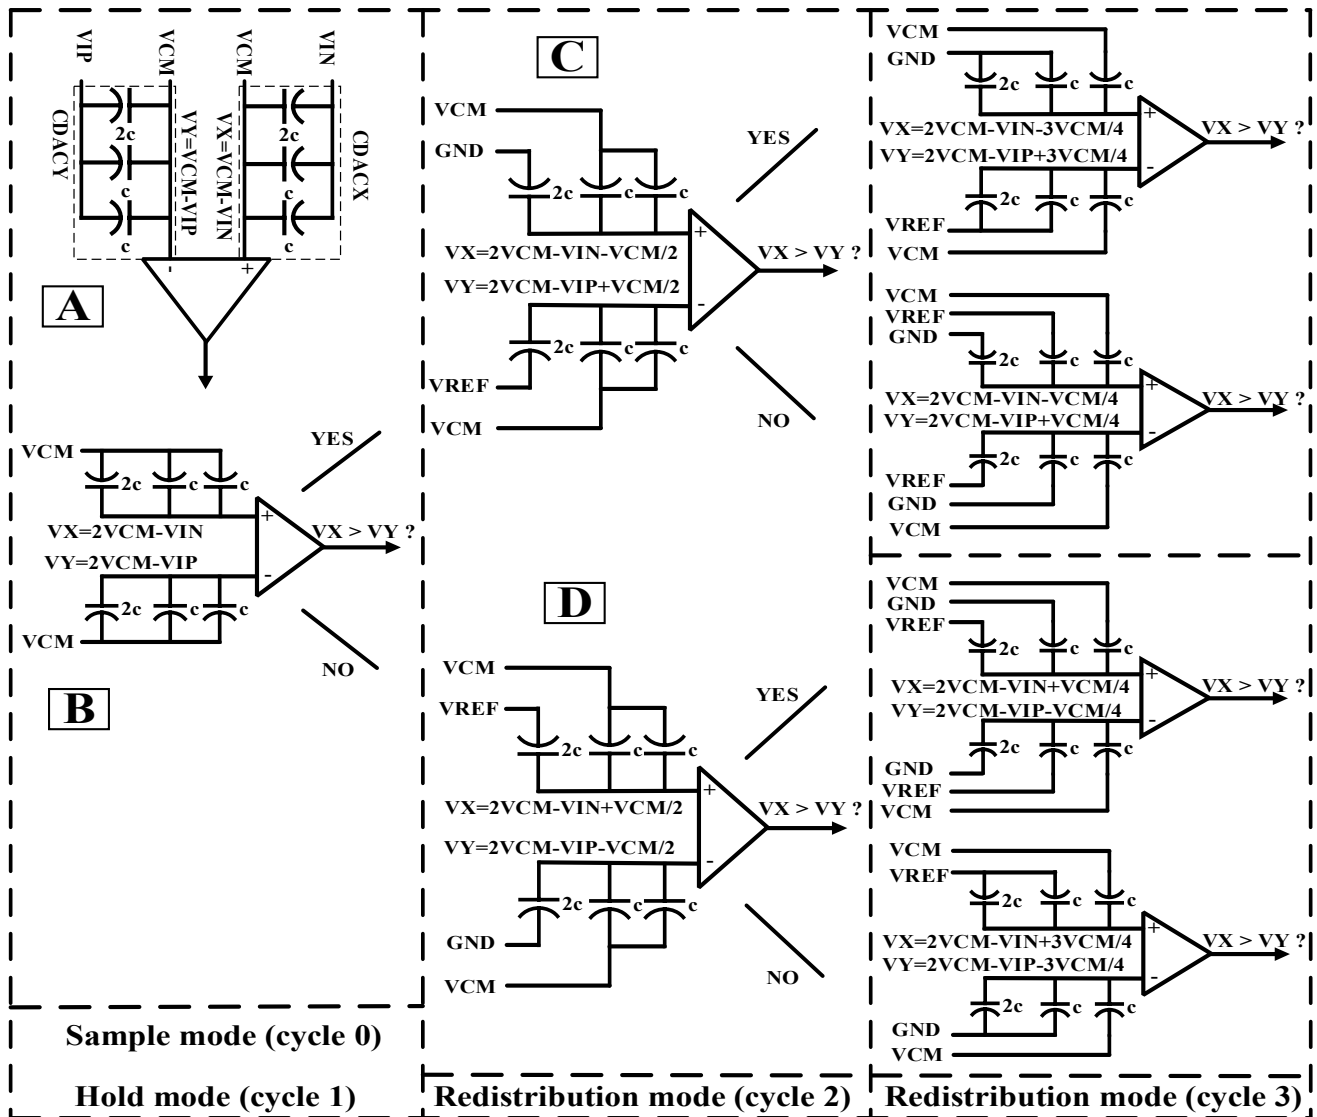 VIP
VCM
VCM
VIN
2c
c
c
2c
c
c
CDACY
VY=VCM-VIP
VX=VCM-VIN
CDACX
-
+
A
VCM
2c
c
c
YES
+
VX=2VCM-VIN
VX > VY ?
VY=2VCM-VIP
-
2c
c
c
VCM
NO
B
C
VCM
YES
GND
2c
c
c
+
VX=2VCM-VIN-VCM/2
VX > VY ?
VY=2VCM-VIP+VCM/2
-
2c
c
c
VREF
NO
VCM
D
VCM
YES
VREF
2c
c
c
+
VX=2VCM-VIN+VCM/2
VX > VY ?
VY=2VCM-VIP-VCM/2
-
2c
c
c
GND
NO
VCM
VCM
GND
2c
c
c
+
VX=2VCM-VIN-3VCM/4
VX > VY ?
VY=2VCM-VIP+3VCM/4
-
2c
c
c
VREF
VCM
VCM
VREF
GND
2c
c
c
+
VX=2VCM-VIN-VCM/4
VX > VY ?
VY=2VCM-VIP+VCM/4
-
2c
c
c
VREF
GND
VCM
VCM
GND
VREF
2c
c
c
+
VX=2VCM-VIN+VCM/4
VX > VY ?
VY=2VCM-VIP-VCM/4
-
2c
c
c
GND
VREF
VCM
VCM
VREF
2c
c
c
+
VX=2VCM-VIN+3VCM/4
VX > VY ?
VY=2VCM-VIP-3VCM/4
-
2c
c
c
GND
VCM
Sample mode (cycle 0)
Hold mode (cycle 1)
Redistribution mode (cycle 2)
Redistribution mode (cycle 3)